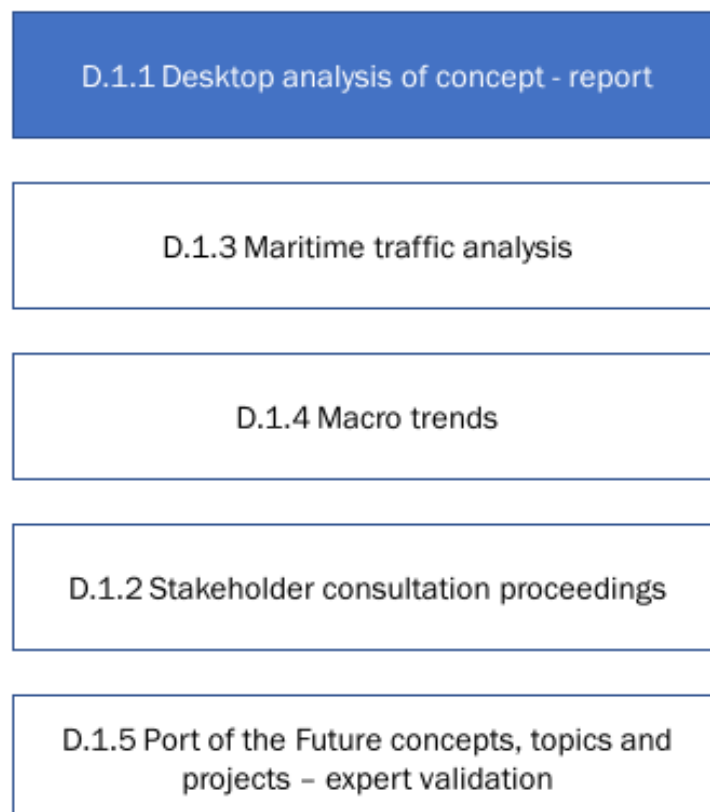 D.1.1 Desktop analysis of concept - report
D.1.3 Maritime traffic analysis
D.1.4 Macro trends
D.1.2 Stakeholder consultation proceedings
D.1.5 Port of the Future concepts, topics and
projects – expert validation